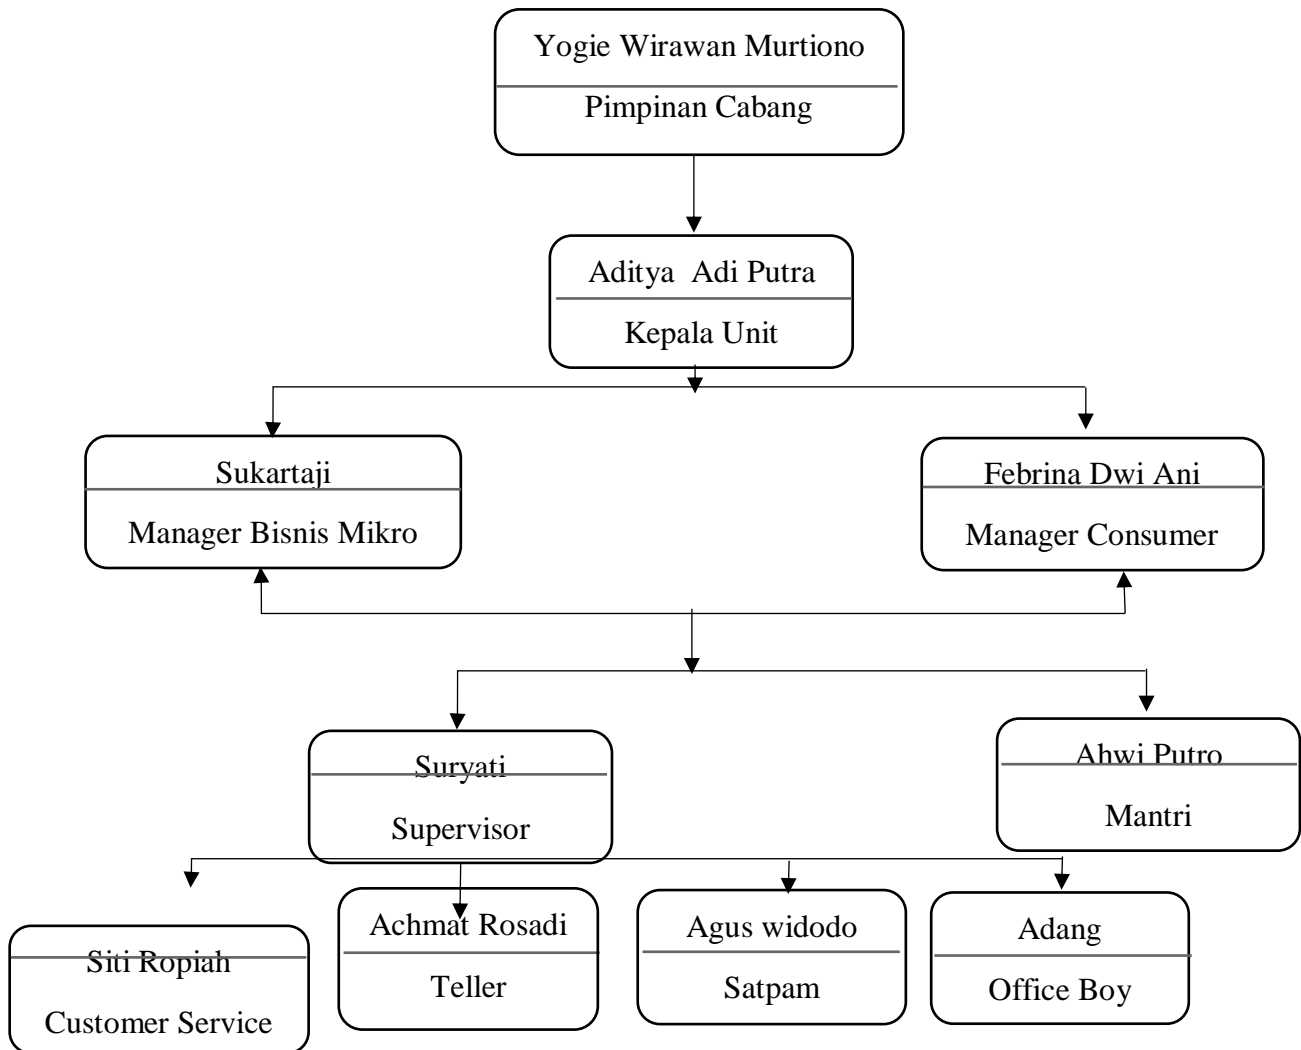 Yogie Wirawan Murtiono
Pimpinan Cabang
Aditya  Adi Putra
Kepala Unit
Sukartaji
Manager Bisnis Mikro
Febrina Dwi Ani
Manager Consumer
Suryati
Supervisor
Ahwi Putro
Mantri
Siti Ropiah
Customer Service
Achmat Rosadi
Teller
Agus widodo
Satpam
Adang
Office Boy